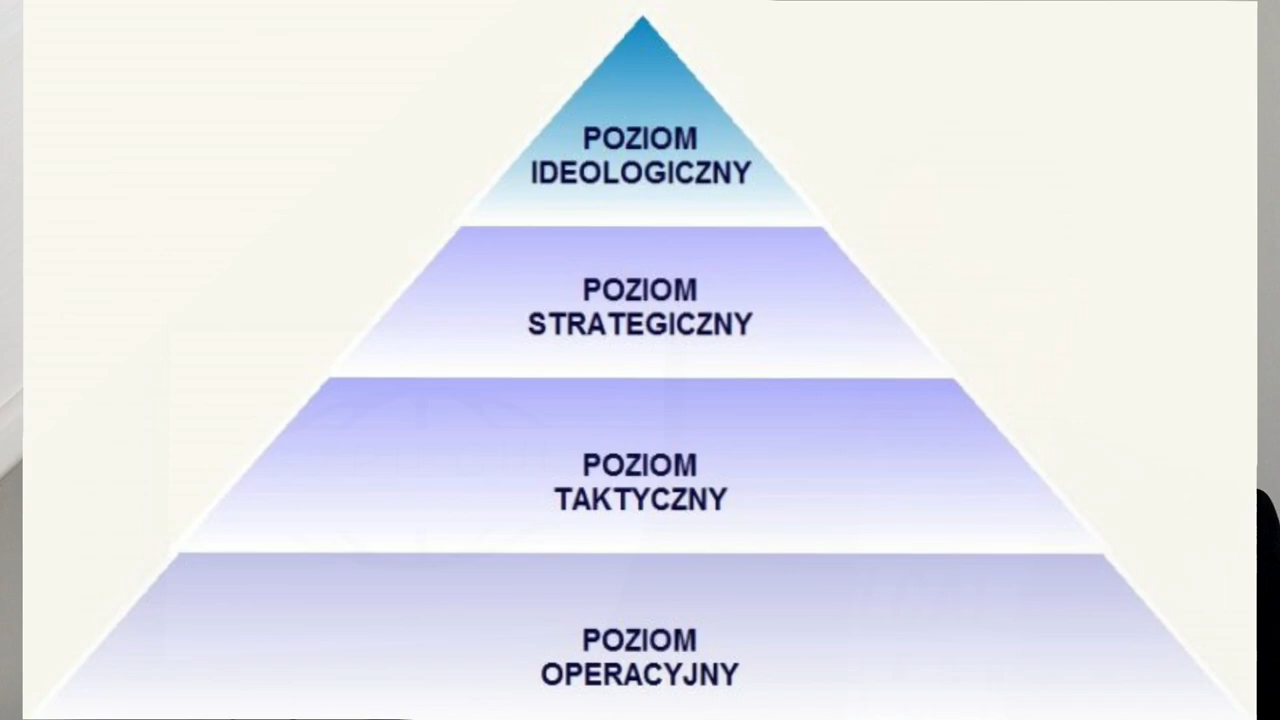 POZIOM
IDEOLOGICZNY
POZIOM
STRATEGICZNY
POZIOM
TAKTYCZNY
POZIOM
OPERACYJNY